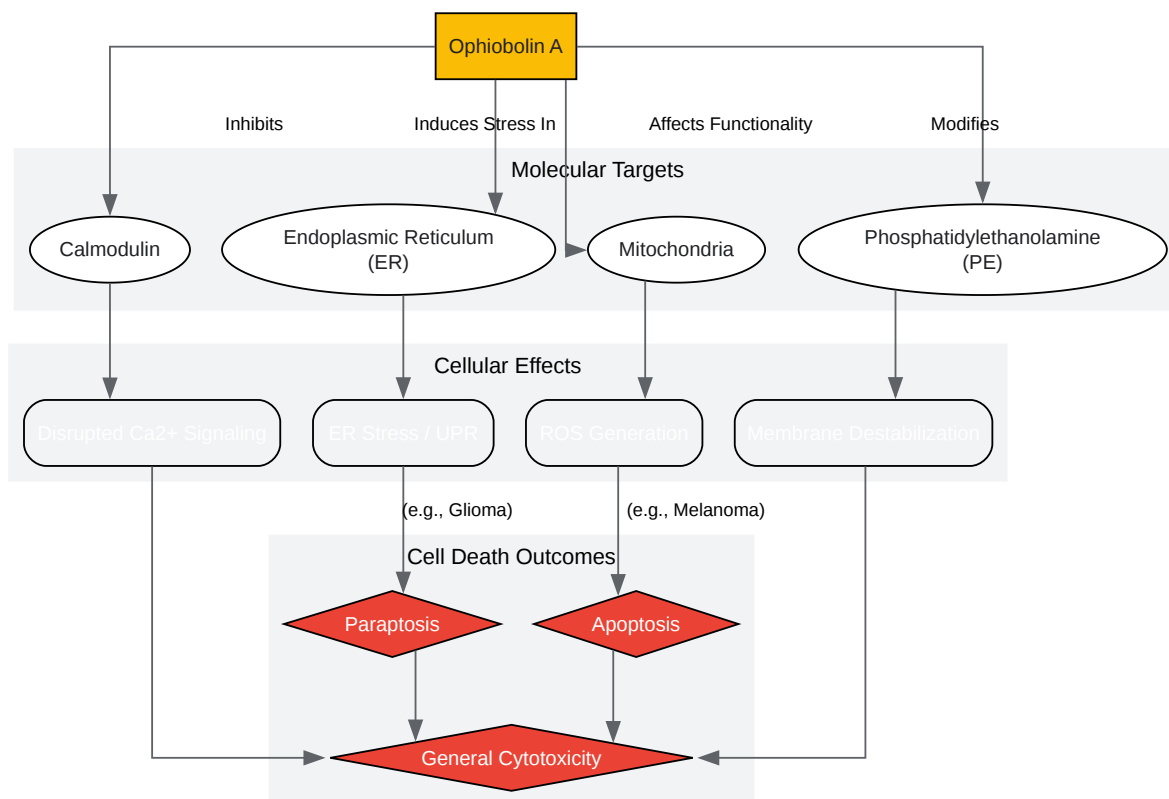 Ophiobolin A
Inhibits
Induces Stress In
Affects Functionality
Modifies
Molecular Targets
Calmodulin
Endoplasmic Reticulum
(ER)
Mitochondria
Phosphatidylethanolamine
(PE)
Cellular Effects
Disrupted Ca2+ Signaling
ER Stress / UPR
ROS Generation
Membrane Destabilization
(e.g., Glioma)
(e.g., Melanoma)
Cell Death Outcomes
Paraptosis
Apoptosis
General Cytotoxicity